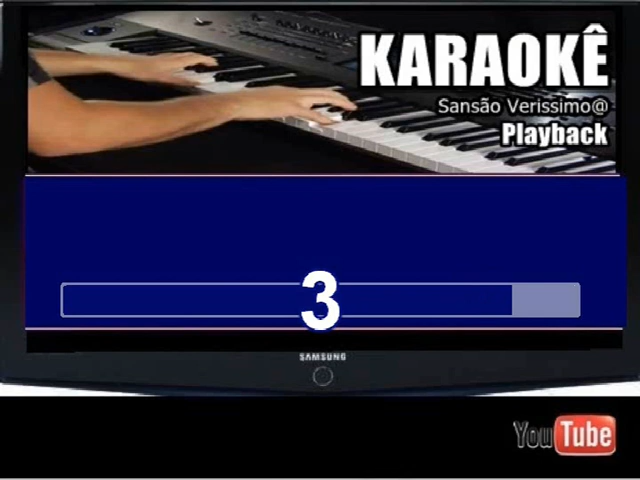 KARAOKÊ
Sansão Verissimo@
Playback
3
SAMSUNG
YouTube